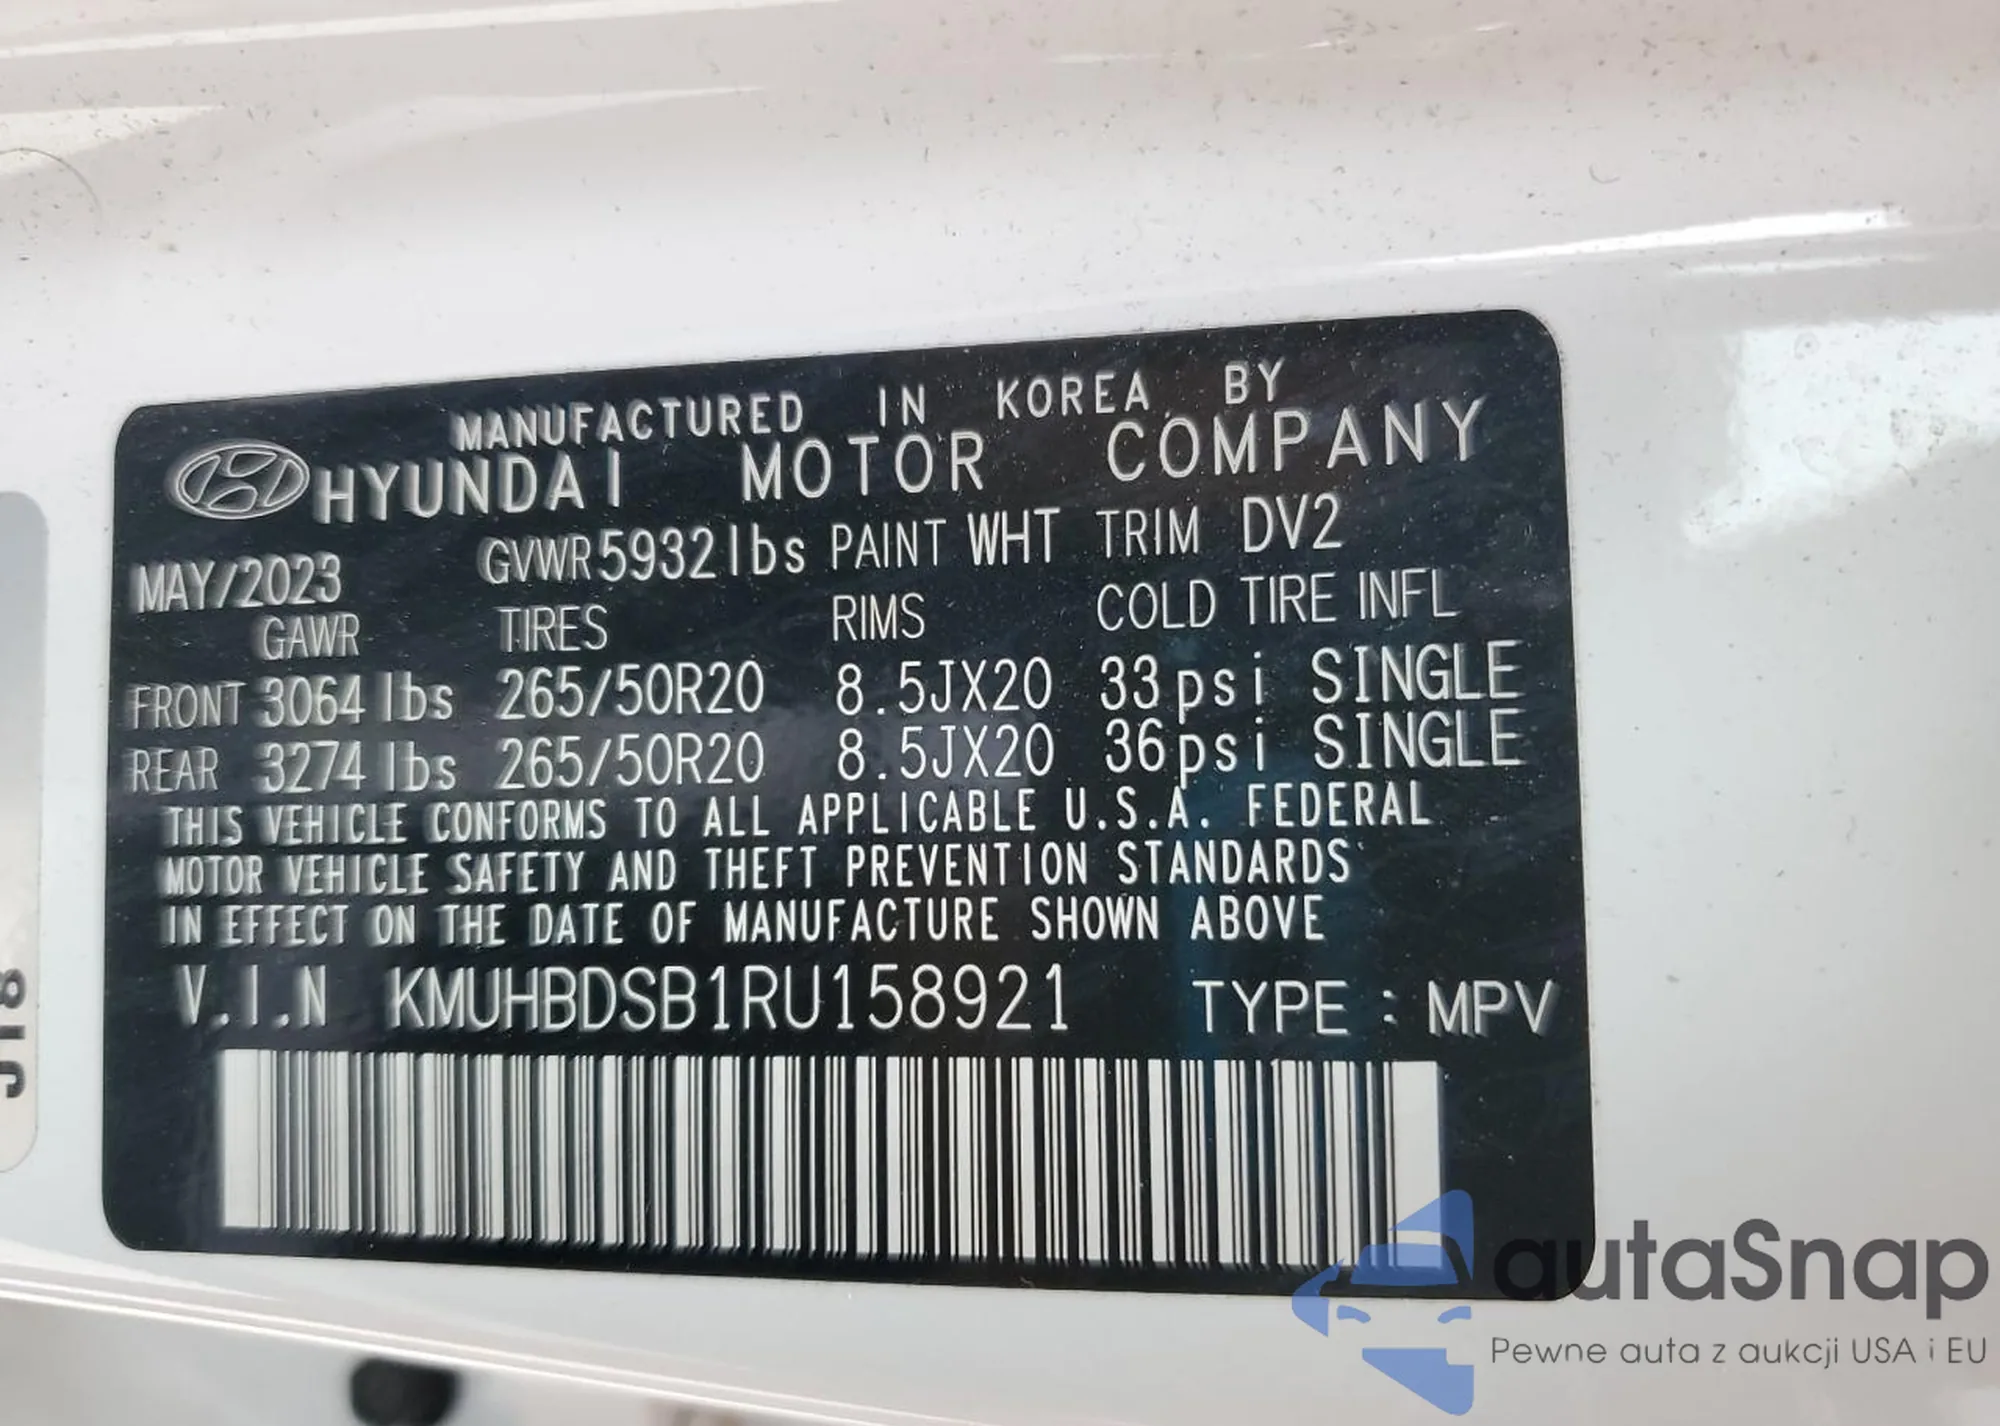 MANUFACTURED IN KOREA BY
HYUNDAI MOTOR COMPANY
MAY/2023 GVWR 5932 lbs PAINT WHT TRIM DV2
GAWR TIRES RIMS COLD TIRE INFL
FRONT 3064 lbs 265/50R20 8.5JX20 33psi SINGLE
REAR 3274 lbs 265/50R20 8.5JX20 36psi SINGLE
THIS VEHICLE CONFORMS TO ALL APPLICABLE U.S.A. FEDERAL
MOTOR VEHICLE SAFETY AND THEFT PREVENTION STANDARDS
IN EFFECT ON THE DATE OF MANUFACTURE SHOWN ABOVE
V.I.N KMUHBDSB1RU158921 TYPE : MPV
autaSnap
Pewne auta z aukcji USA i EU